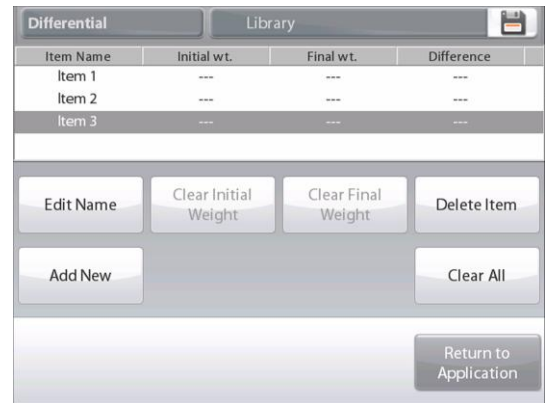 Differential Library
Item Name Initial wt. Final wt. Difference
Item 1 --- --- ---
Item 2 --- --- ---
Item 3 --- --- ---
Edit Name
Clear Initial
Weight
Clear Final
Weight
Delete Item
Add New
Clear All
Return to
Application